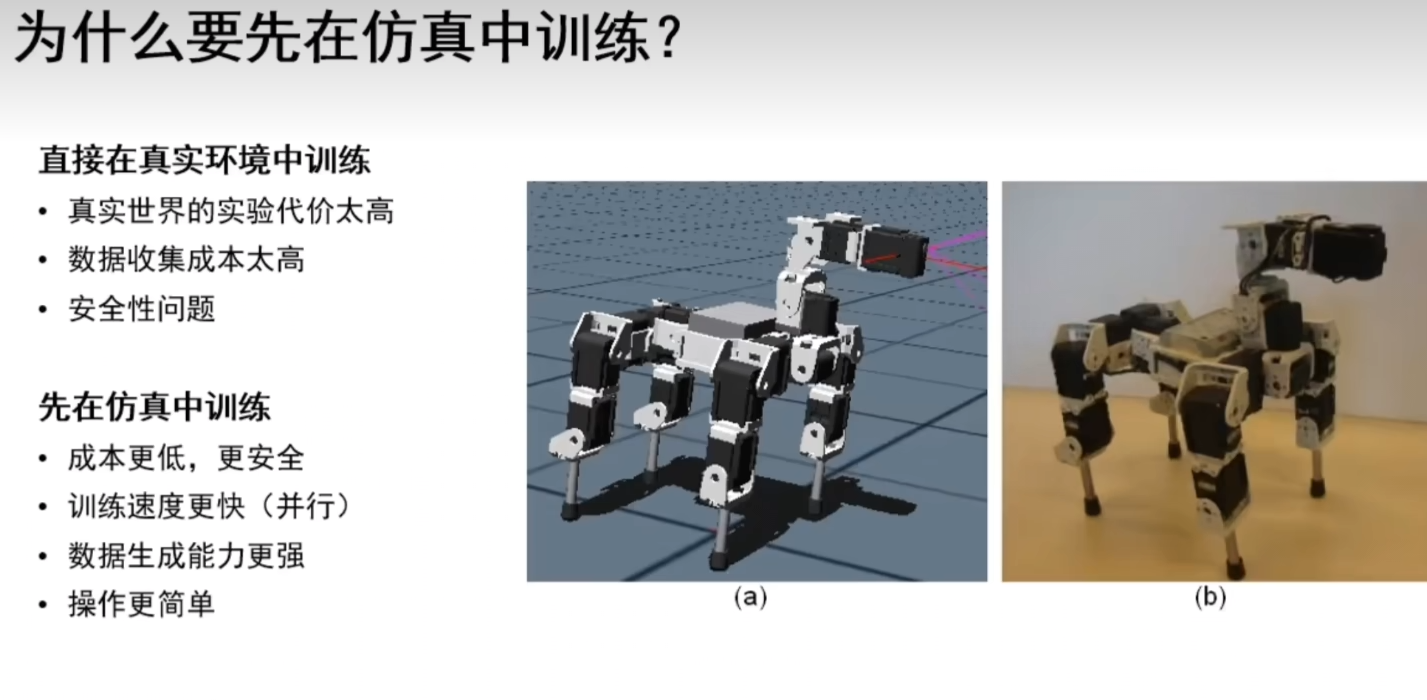 为什么要先在仿真中训练？
直接在真实环境中训练
• 真实世界的实验代价太高
• 数据收集成本太高
• 安全性问题
先在仿真中训练
• 成本更低，更安全
• 训练速度更快（并行）
• 数据生成能力更强
• 操作更简单
(a)
(b)